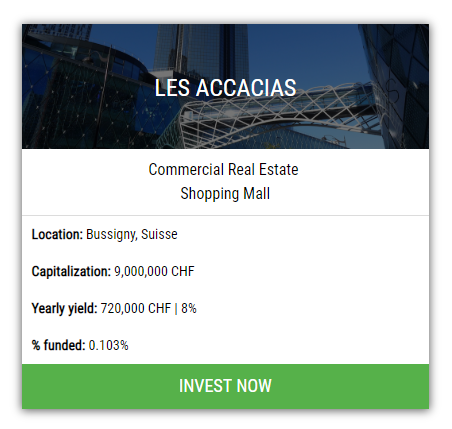 LES ACCACIAS
Commercial Real Estate
Shopping Mall
Location: Bussigny, Suisse
Capitalization: 9,000,000 CHF
Yearly yield: 720,000 CHF | 8%
% funded: 0.103%
INVEST NOW